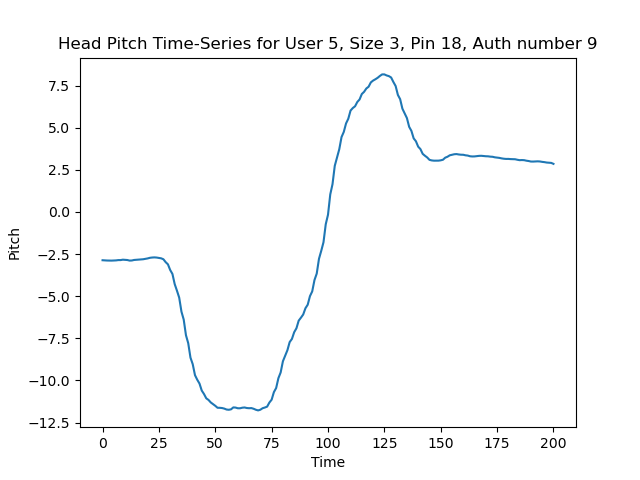 Head Pitch Time-Series for User 5, Size 3, Pin 18, Auth number 9
7.5
5.0
2.5
0.0
−2.5
−5.0
−7.5
−10.0
−12.5
Pitch
0 25 50 75 100 125 150 175 200
Time